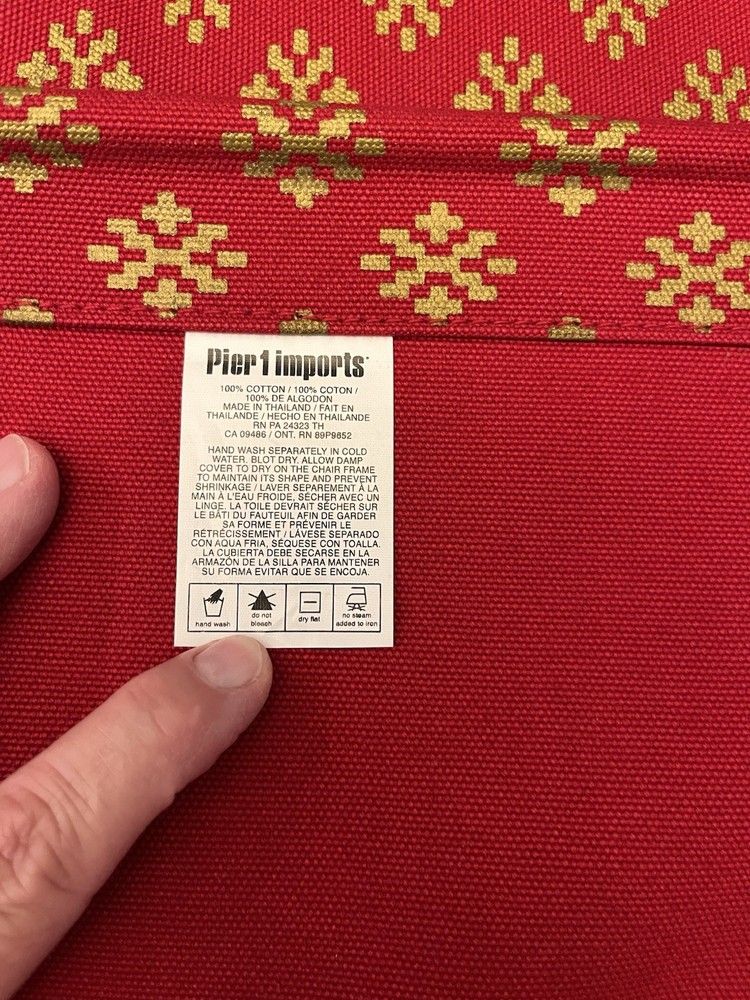 Pier 1 imports
100% COTTON / 100% COTON /
100% DE ALGODON
MADE IN THAILAND / FAIT EN
THAILANDE / HECHO EN THAILANDE
RN PA 24323 TH
CA 09486 / ONT. RN 89P9852
HAND WASH SEPARATELY IN COLD
WATER. BLOT DRY. ALLOW DAMP
COVER TO DRY ON THE CHAIR FRAME
TO MAINTAIN ITS SHAPE AND PREVENT
SHRINKAGE / LAVER SEPAREMENT À LA
MAIN À L'EAU FROIDE, SÉCHER AVEC UN
LINGE. LA TOILE DEVRAIT SÉCHER SUR
LE BÂTI DU FAUTEUIL AFIN DE GARDER
SA FORME ET PRÉVENIR LE
RÉTRÉCISSEMENT / LÁVESE SEPARADO
CON AQUA FRIA, SÉQUESE CON TOALLA.
LA CUBIERTA DEBE SECARSE EN LA
ARMAZÓN DE LA SILLA PARA MANTENER
SU FORMA EVITAR QUE SE ENCOJA.
hand wash
do not
bleach
dry flat
no steam
added to iron